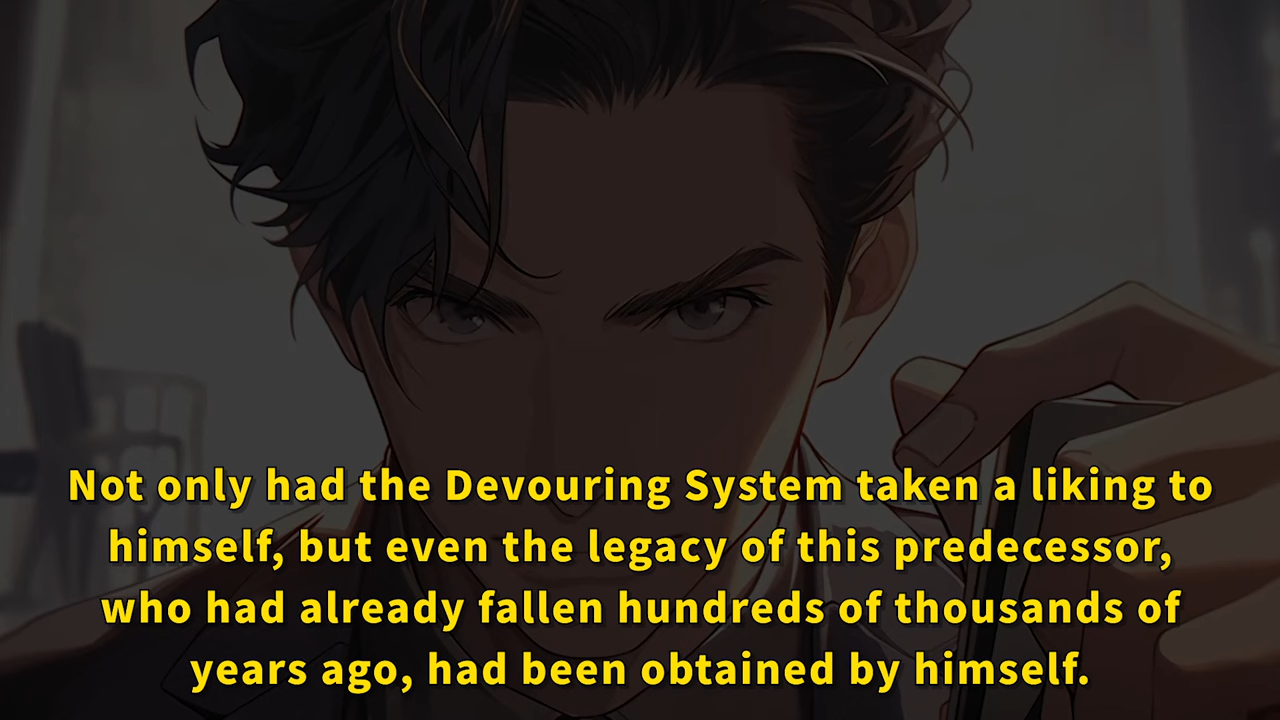 Not only had the Devouring System taken a liking to
himself, but even the legacy of this predecessor,
who had already fallen hundreds of thousands of
years ago, had been obtained by himself.